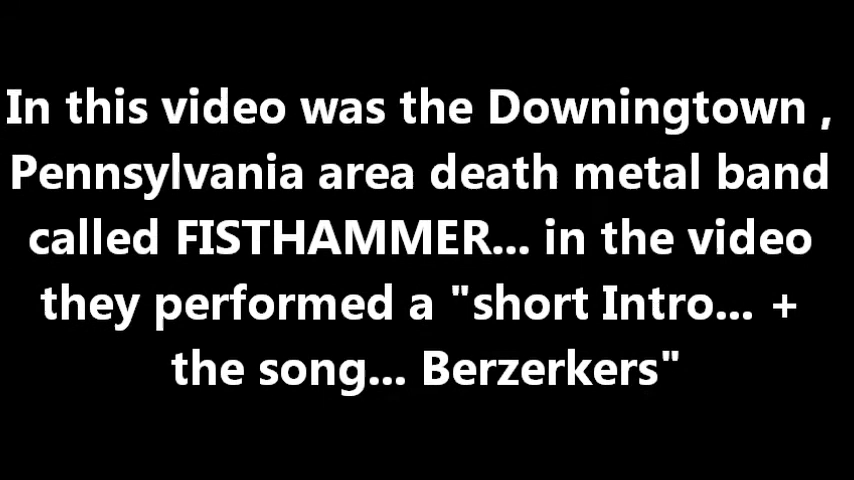 In this video was the Downingtown ,
Pennsylvania area death metal band
called FISTHAMMER... in the video
they performed a "short Intro... +
the song... Berzerkers"